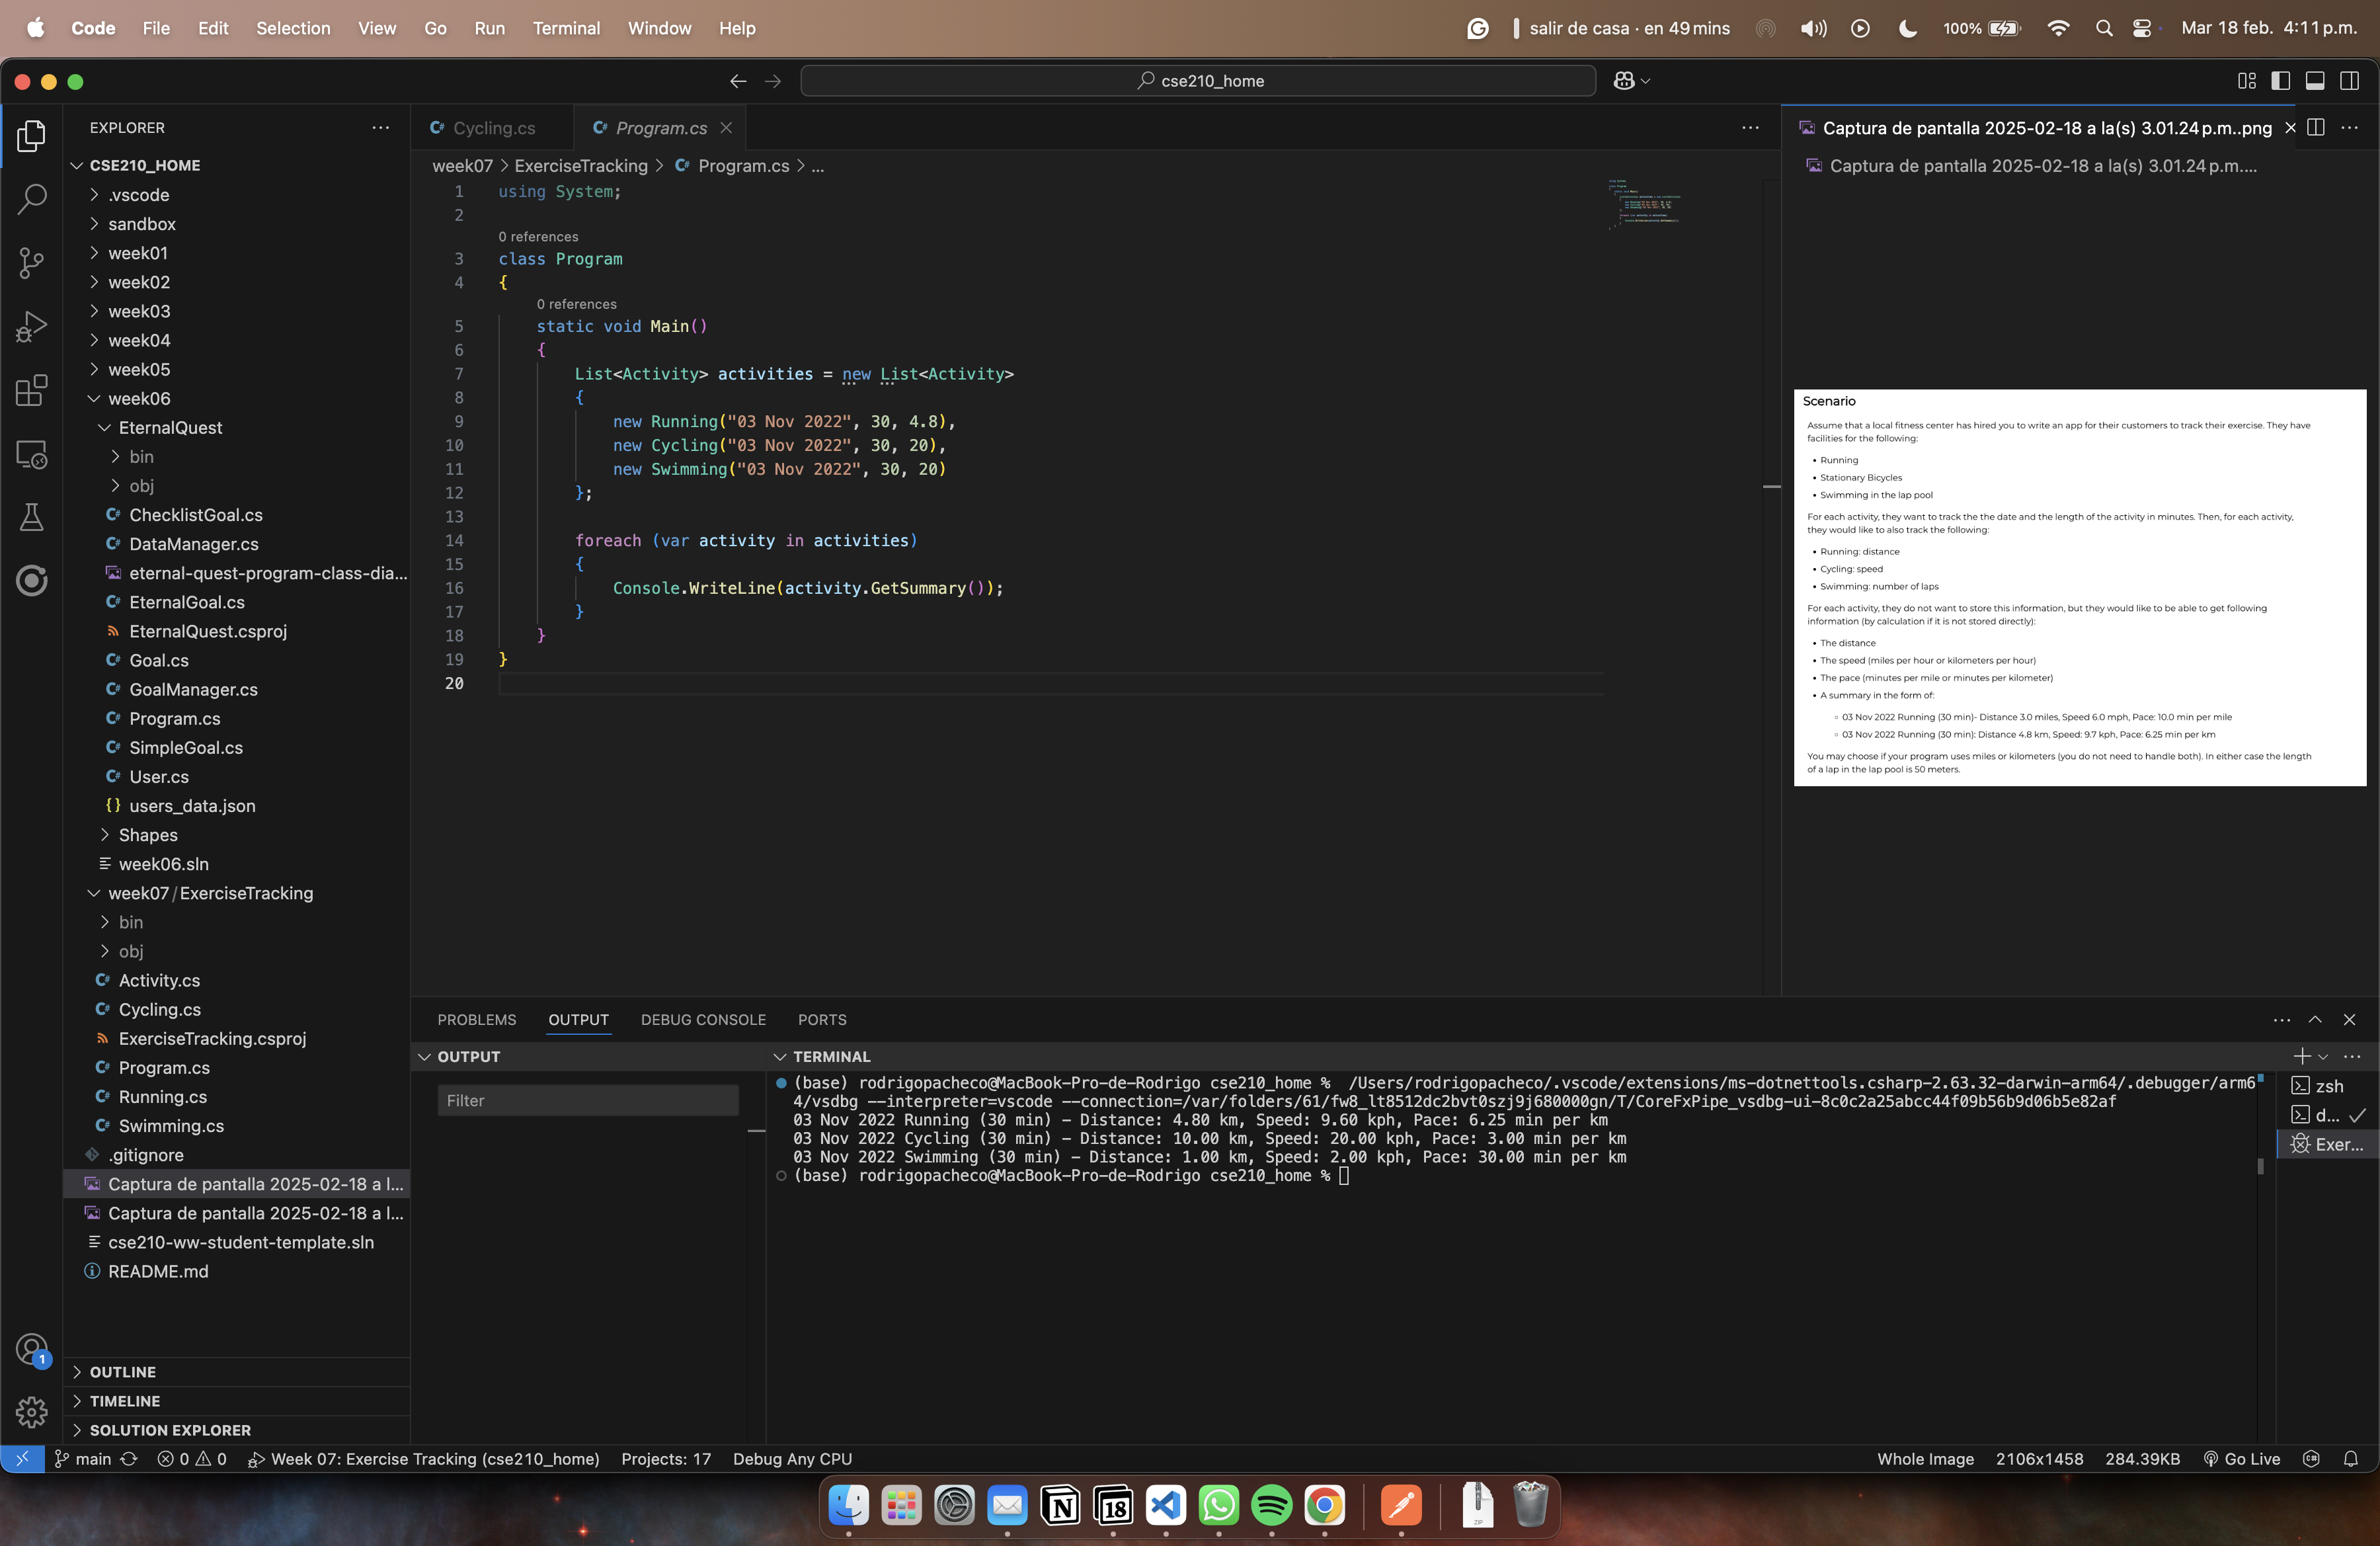 Code File Edit Selection View Go Run Terminal Window Help
salir de casa · en 49 mins 100% Mar 18 feb. 4:11 p.m.
cse210_home
EXPLORER
CSE210_HOME
.vscode
sandbox
week01
week02
week03
week04
week05
week06
EternalQuest
bin
obj
ChecklistGoal.cs
DataManager.cs
eternal-quest-program-class-dia...
EternalGoal.cs
EternalQuest.csproj
Goal.cs
GoalManager.cs
Program.cs
SimpleGoal.cs
User.cs
users_data.json
Shapes
week06.sln
week07/ExerciseTracking
bin
obj
Activity.cs
Cycling.cs
ExerciseTracking.csproj
Program.cs
Running.cs
Swimming.cs
.gitignore
Captura de pantalla 2025-02-18 a l...
Captura de pantalla 2025-02-18 a l...
cse210-ww-student-template.sln
README.md
OUTLINE
TIMELINE
SOLUTION EXPLORER
1
Cycling.cs Program.cs
week07 > ExerciseTracking > Program.cs > ...
1 using System;
2
0 references
3 class Program
4 {
0 references
5 static void Main()
6 {
7 List<Activity> activities = new List<Activity>
8 {
9 new Running("03 Nov 2022", 30, 4.8),
10 new Cycling("03 Nov 2022", 30, 20),
11 new Swimming("03 Nov 2022", 30, 20)
12 };
13
14 foreach (var activity in activities)
15 {
16 Console.WriteLine(activity.GetSummary());
17 }
18 }
19 }
20
Captura de pantalla 2025-02-18 a la(s) 3.01.24 p.m..png
Captura de pantalla 2025-02-18 a la(s) 3.01.24 p.m....
Scenario
Assume that a local fitness center has hired you to write an app for their customers to track their exercise. They have
facilities for the following:
• Running
• Stationary Bicycles
• Swimming in the lap pool
For each activity, they want to track the the date and the length of the activity in minutes. Then, for each activity,
they would like to also track the following:
• Running: distance
• Cycling: speed
• Swimming: number of laps
For each activity, they do not want to store this information, but they would like to be able to get following
information (by calculation if it is not stored directly):
• The distance
• The speed (miles per hour or kilometers per hour)
• The pace (minutes per mile or minutes per kilometer)
• A summary in the form of:
◦ 03 Nov 2022 Running (30 min)- Distance 3.0 miles, Speed 6.0 mph, Pace: 10.0 min per mile
◦ 03 Nov 2022 Running (30 min): Distance 4.8 km, Speed: 9.7 kph, Pace: 6.25 min per km
You may choose if your program uses miles or kilometers (you do not need to handle both). In either case the length
of a lap in the lap pool is 50 meters.
PROBLEMS OUTPUT DEBUG CONSOLE PORTS
OUTPUT
Filter
TERMINAL
(base) rodrigopacheco@MacBook-Pro-de-Rodrigo cse210_home % /Users/rodrigopacheco/.vscode/extensions/ms-dotnettools.csharp-2.63.32-darwin-arm64/.debugger/arm6
4/vsdbg --interpreter=vscode --connection=/var/folders/61/fw8_lt8512dc2bvt0szj9j680000gn/T/CoreFxPipe_vsdbg-ui-8c0c2a25abcc44f09b56b9d06b5e82af
03 Nov 2022 Running (30 min) - Distance: 4.80 km, Speed: 9.60 kph, Pace: 6.25 min per km
03 Nov 2022 Cycling (30 min) - Distance: 10.00 km, Speed: 20.00 kph, Pace: 3.00 min per km
03 Nov 2022 Swimming (30 min) - Distance: 1.00 km, Speed: 2.00 kph, Pace: 30.00 min per km
(base) rodrigopacheco@MacBook-Pro-de-Rodrigo cse210_home %
zsh
d...
Exer...
main 0 0 Week 07: Exercise Tracking (cse210_home) Projects: 17 Debug Any CPU
Whole Image 2106x1458 284.39KB Go Live
18
ZIP